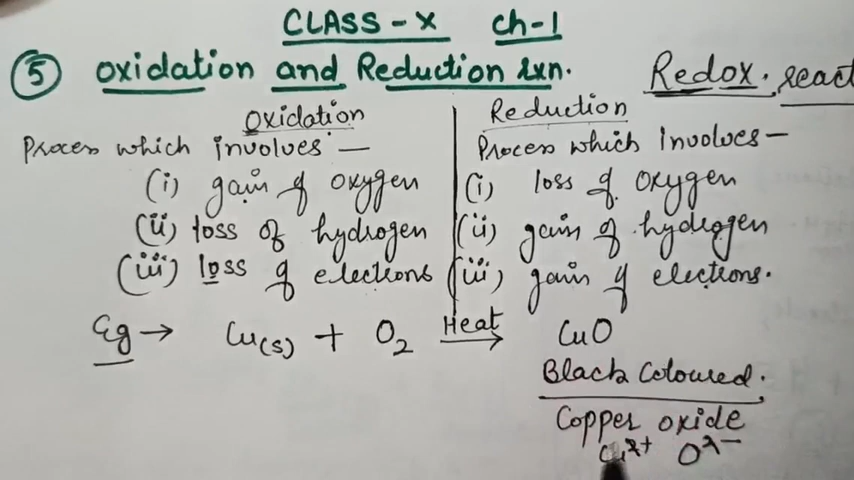 CLASS-X ch-1
⑤ oxidation and Reduction rxn. Redox. react
Oxidation Reduction
Process which involves — Process which involves —
(i) gain of oxygen (i) loss of oxygen
(ii) loss of hydrogen (ii) gain of hydrogen
(iii) loss of electrons (iii) gain of electrons.
Eg → Cu(s) + O₂ Heat → CuO
Black Coloured.
Copper oxide
Cu²⁺ O²⁻